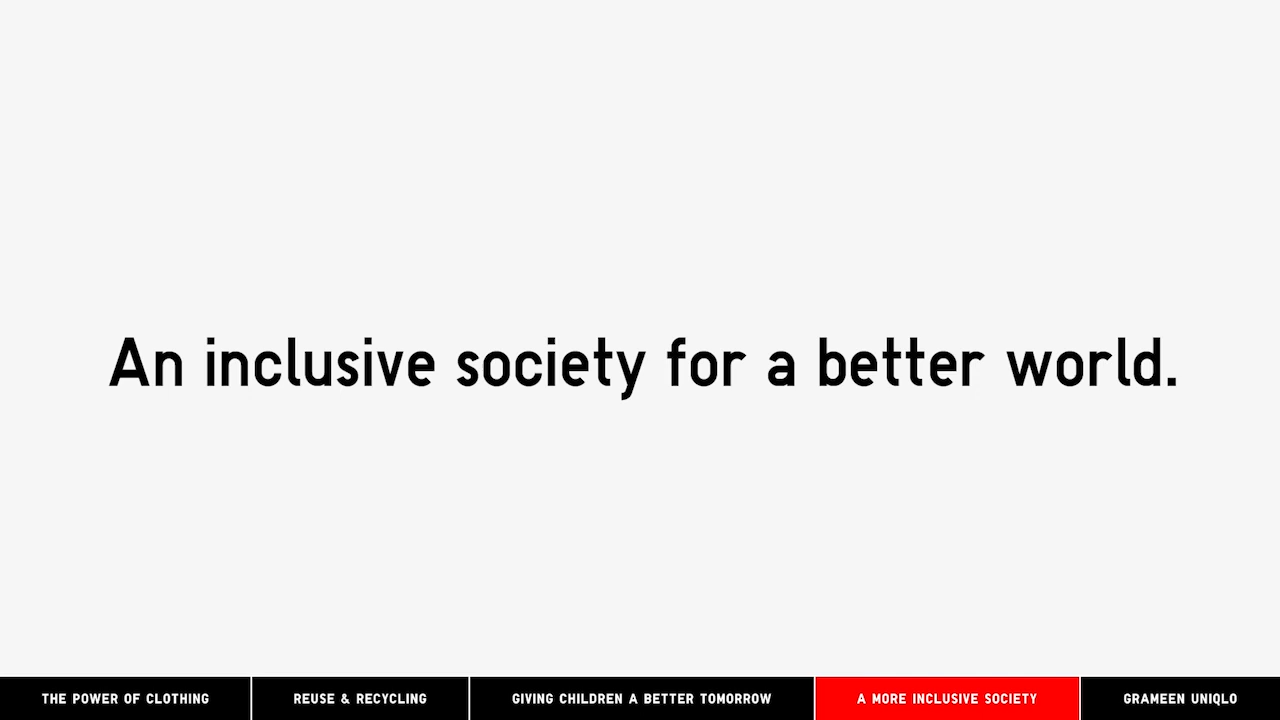 An inclusive society for a better world.
THE POWER OF CLOTHING
REUSE & RECYCLING
GIVING CHILDREN A BETTER TOMORROW
A MORE INCLUSIVE SOCIETY
GRAMEEN UNIQLO